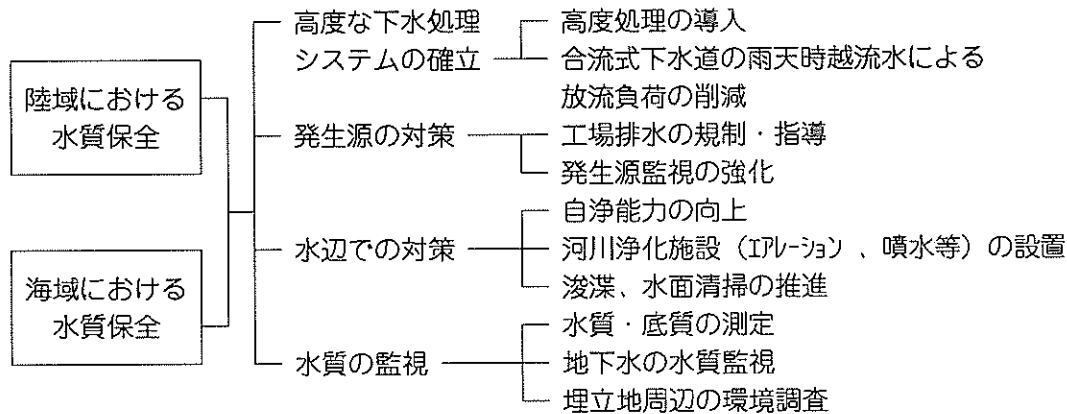 陸域における
水質保全
海域における
水質保全
高度な下水処理
システムの確立
高度処理の導入
合流式下水道の雨天時越流水による
放流負荷の削減
発生源の対策
工場排水の規制・指導
発生源監視の強化
水辺での対策
自浄能力の向上
河川浄化施設（ｴｱﾚｰｼｮﾝ、噴水等）の設置
浚渫、水面清掃の推進
水質の監視
水質・底質の測定
地下水の水質監視
埋立地周辺の環境調査